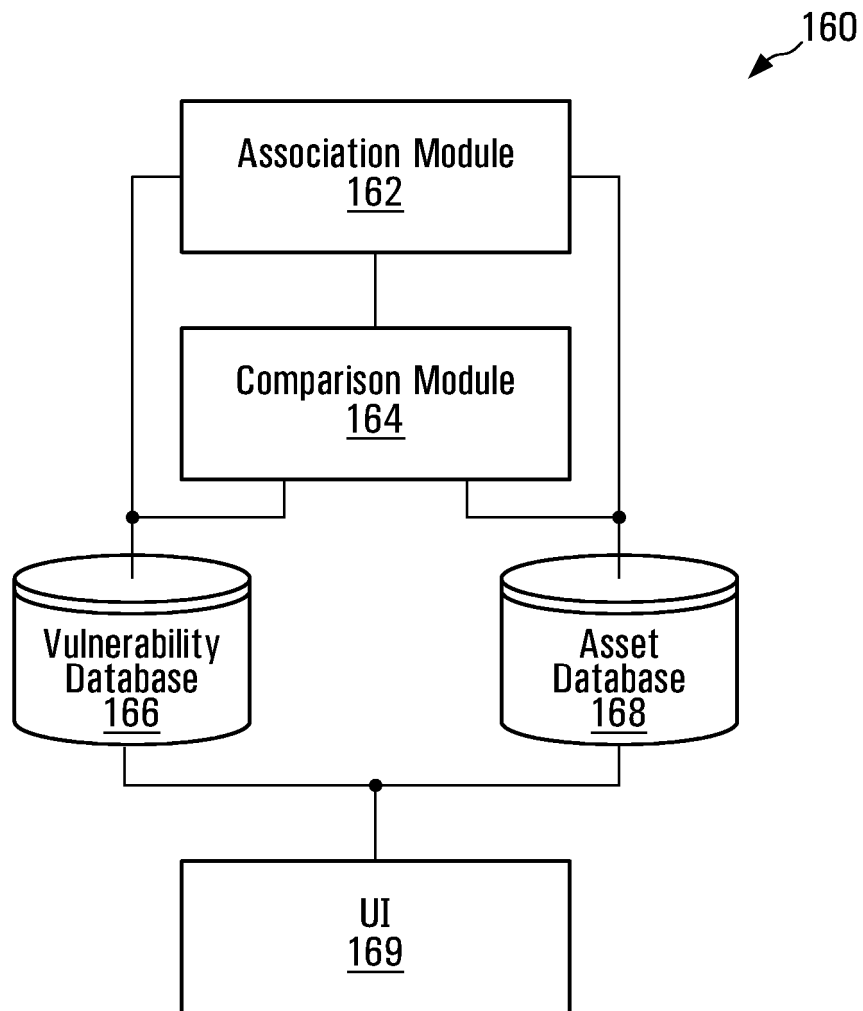 160
Association Module
162
Comparison Module
164
Vulnerability
Database
166
Asset
Database
168
UI
169